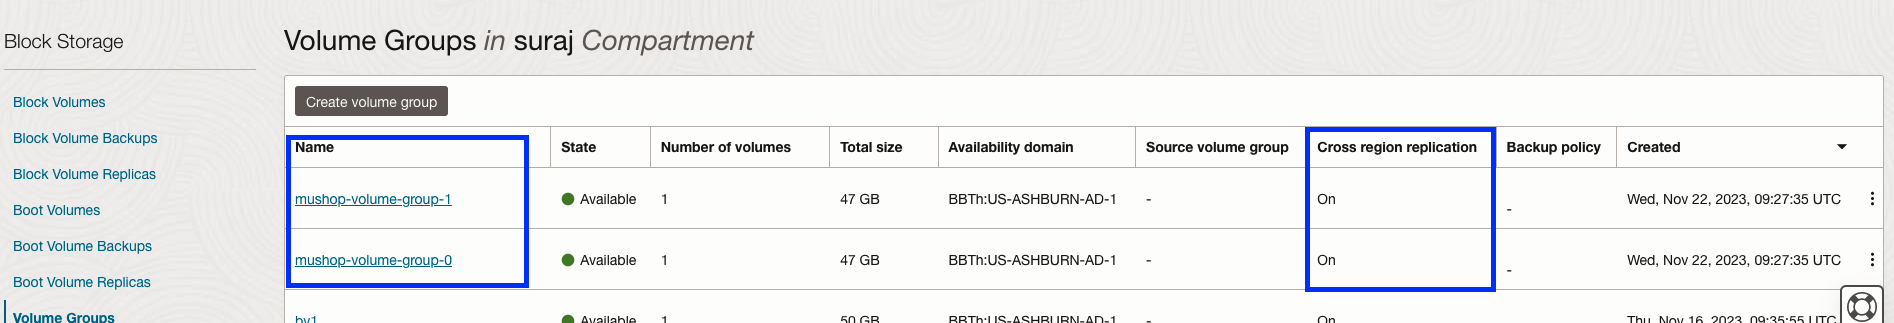 Block Storage
Block Volumes
Block Volume Backups
Block Volume Replicas
Boot Volumes
Boot Volume Backups
Boot Volume Replicas
Volume Groups
Volume Groups in suraj Compartment
Create volume group
Name State Number of volumes Total size Availability domain Source volume group Cross region replication Backup policy Created
mushop-volume-group-1 Available 1 47 GB BBTh:US-ASHBURN-AD-1 - On - Wed, Nov 22, 2023, 09:27:35 UTC
mushop-volume-group-0 Available 1 47 GB BBTh:US-ASHBURN-AD-1 - On - Wed, Nov 22, 2023, 09:27:35 UTC
bv1 Available 1 50 GB BBTh:US-ASHBURN-AD-1 On Thu, Nov 16, 2023, 09:35:55 UTC